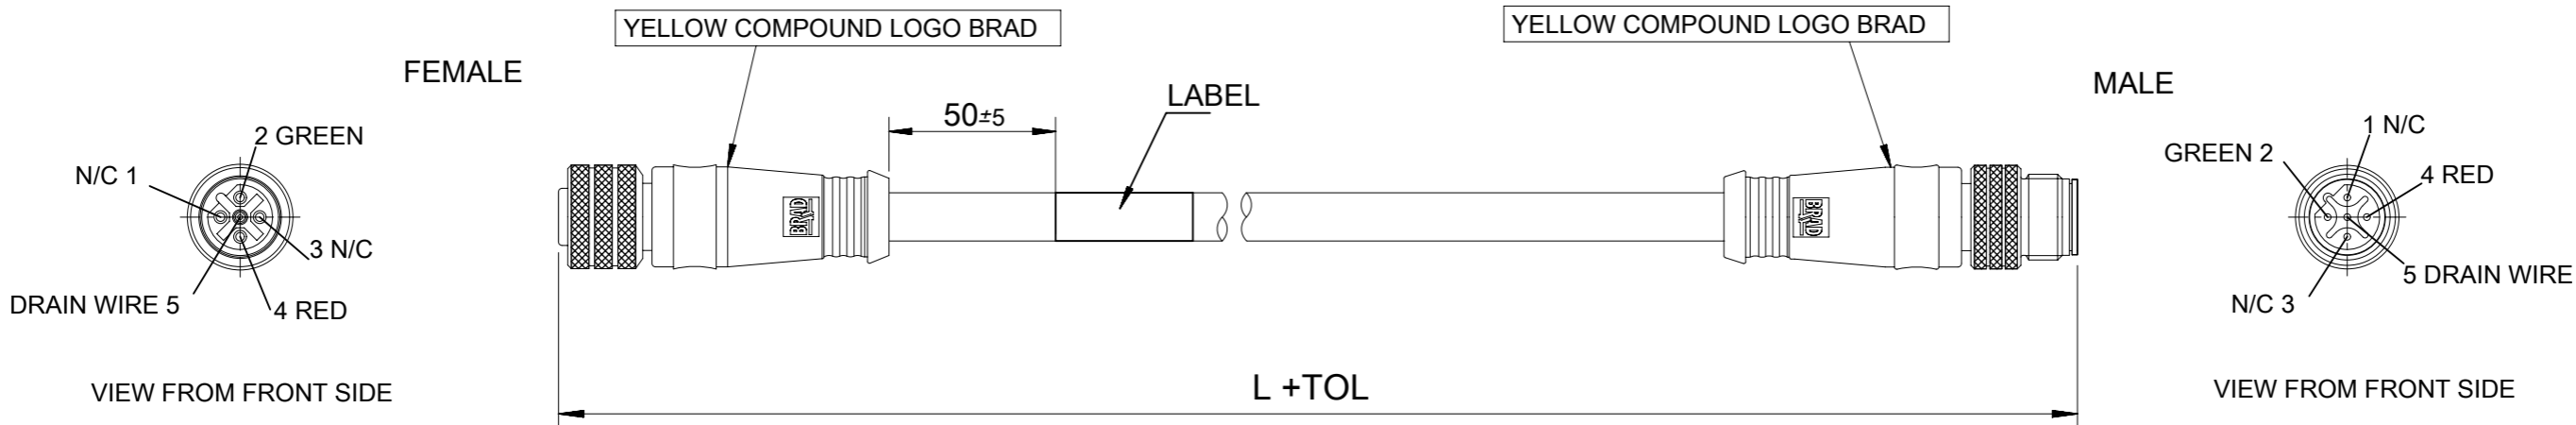 YELLOW COMPOUND LOGO BRAD
YELLOW COMPOUND LOGO BRAD
FEMALE
MALE
LABEL
50±5
2 GREEN
N/C 1
3 N/C
DRAIN WIRE 5
4 RED
BRAD
BRAD
1 N/C
GREEN 2
4 RED
5 DRAIN WIRE
N/C 3
L +TOL
VIEW FROM FRONT SIDE
VIEW FROM FRONT SIDE